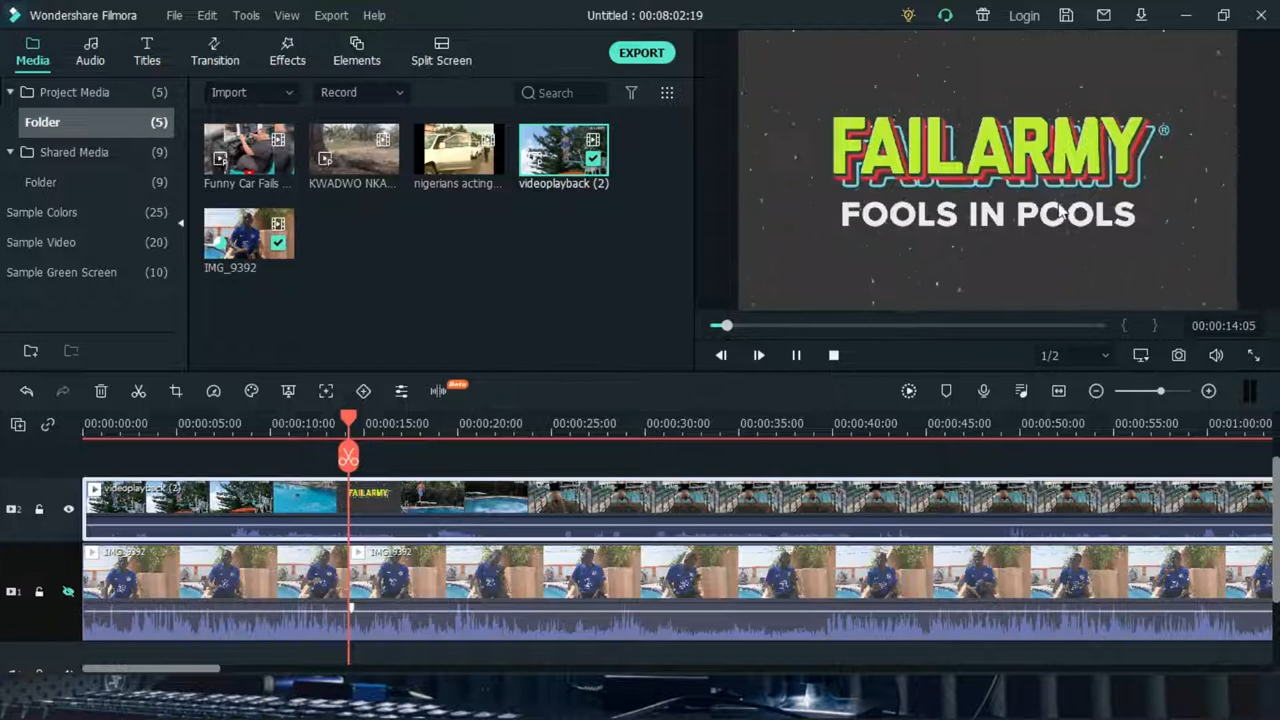 Wondershare Filmora
File Edit Tools View Export Help
Untitled : 00:08:02:19
Login
Media
Audio
Titles
Transition
Effects
Elements
Split Screen
EXPORT
Project Media (5)
Folder (5)
Shared Media (9)
Folder (9)
Sample Colors (25)
Sample Video (20)
Sample Green Screen (10)
Import
Record
Search
Funny Car Fails ...
KWADWO NKA...
nigerians acting...
videoplayback (2)
IMG_9392
FAILARMY®
FOOLS IN POOLS
00:00:14:05
1/2
Beta
00:00:00:00 00:00:05:00 00:00:10:00 00:00:15:00 00:00:20:00 00:00:25:00 00:00:30:00 00:00:35:00 00:00:40:00 00:00:45:00 00:00:50:00 00:00:55:00 00:01:00:00
videoplayback (2)
FAILARMY
2
IMG_9392
IMG_9392
1